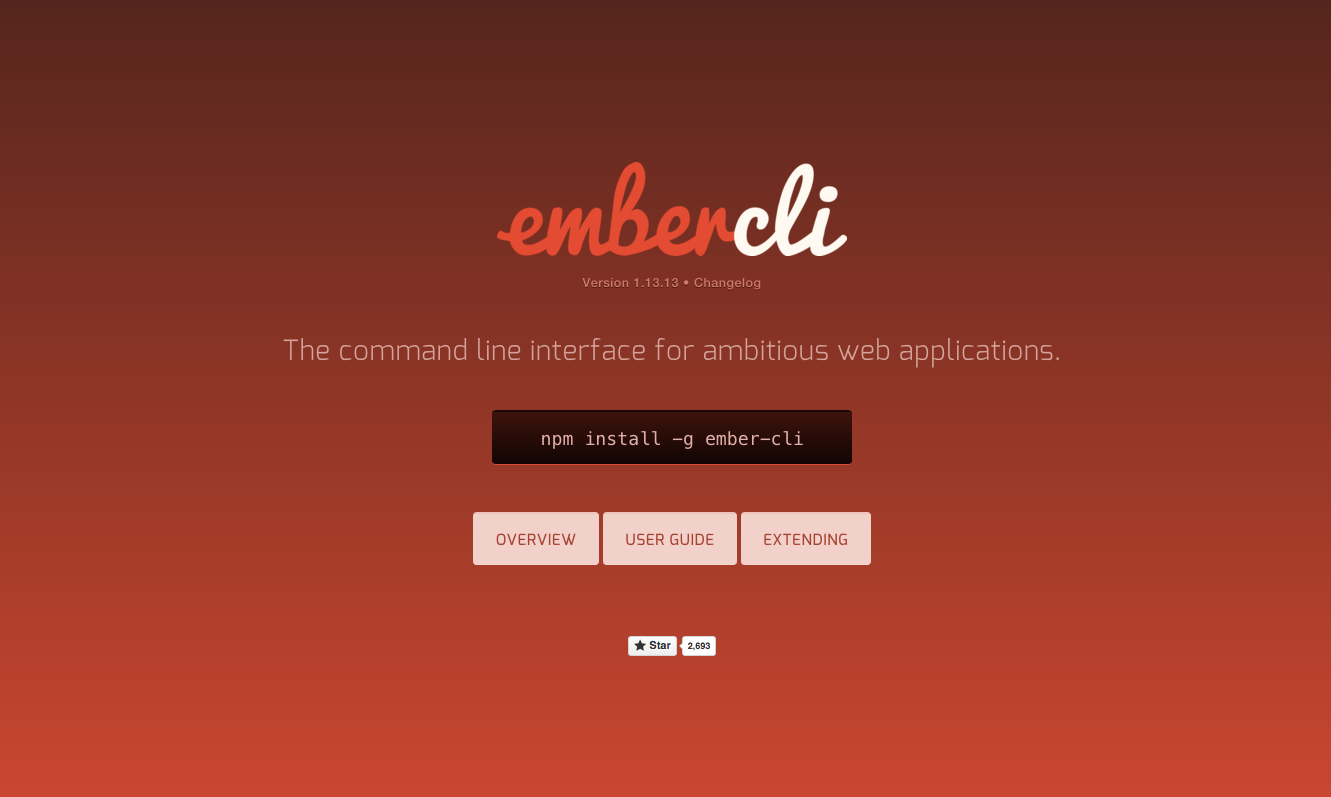 embercli
Version 1.13.13 • Changelog
The command line interface for ambitious web applications.
npm install -g ember-cli
OVERVIEW USER GUIDE EXTENDING
Star 2,693